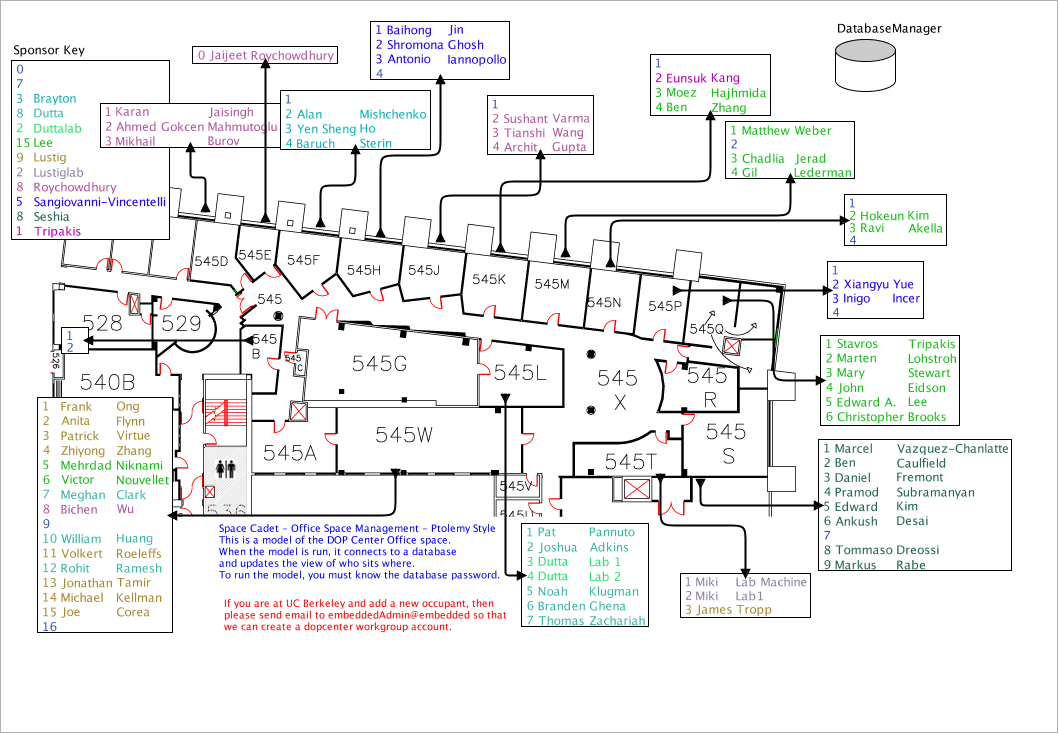 DatabaseManager
Sponsor Key
0
7
3 Brayton
8 Dutta
2 Duttalab
15 Lee
9 Lustig
2 Lustiglab
8 Roychowdhury
5 Sangiovanni-Vincentelli
8 Seshia
1 Tripakis
1 Karan Jaisingh
2 Ahmed Gokcen Mahmutoglu
3 Mikhail Burov
0 Jaijeet Roychowdhury
1
2 Alan Mishchenko
3 Yen Sheng Ho
4 Baruch Sterin
1 Baihong Jin
2 Shromona Ghosh
3 Antonio Iannopollo
4
1
2 Sushant Varma
3 Tianshi Wang
4 Archit Gupta
1
2 Eunsuk Kang
3 Moez Hajhmida
4 Ben Zhang
1 Matthew Weber
2
3 Chadlia Jerad
4 Gil Lederman
1
2 Hokeun Kim
3 Ravi Akella
4
1
2 Xiangyu Yue
3 Inigo Incer
4
1 Stavros Tripakis
2 Marten Lohstroh
3 Mary Stewart
4 John Eidson
5 Edward A. Lee
6 Christopher Brooks
1 Marcel Vazquez-Chanlatte
2 Ben Caulfield
3 Daniel Fremont
4 Pramod Subramanyan
5 Edward Kim
6 Ankush Desai
7
8 Tommaso Dreossi
9 Markus Rabe
545D
545E
545F
545H
545J
545K
545M
545N
545P
545Q
528
529
545
545
B
545
C
545G
545L
545
X
545
R
526
1
2
540B
545A
545W
545T
545
S
545V
545U
1 Frank Ong
2 Anita Flynn
3 Patrick Virtue
4 Zhiyong Zhang
5 Mehrdad Niknami
6 Victor Nouvellet
7 Meghan Clark
8 Bichen Wu
9
10 William Huang
11 Volkert Roeleffs
12 Rohit Ramesh
13 Jonathan Tamir
14 Michael Kellman
15 Joe Corea
16
Space Cadet - Office Space Management - Ptolemy Style
This is a model of the DOP Center Office space.
When the model is run, it connects to a database
and updates the view of who sits where.
To run the model, you must know the database password.
If you are at UC Berkeley and add a new occupant, then
please send email to embeddedAdmin@embedded so that
we can create a dopcenter workgroup account.
1 Pat Pannuto
2 Joshua Adkins
3 Dutta Lab 1
4 Dutta Lab 2
5 Noah Klugman
6 Branden Ghena
7 Thomas Zachariah
1 Miki Lab Machine
2 Miki Lab1
3 James Tropp